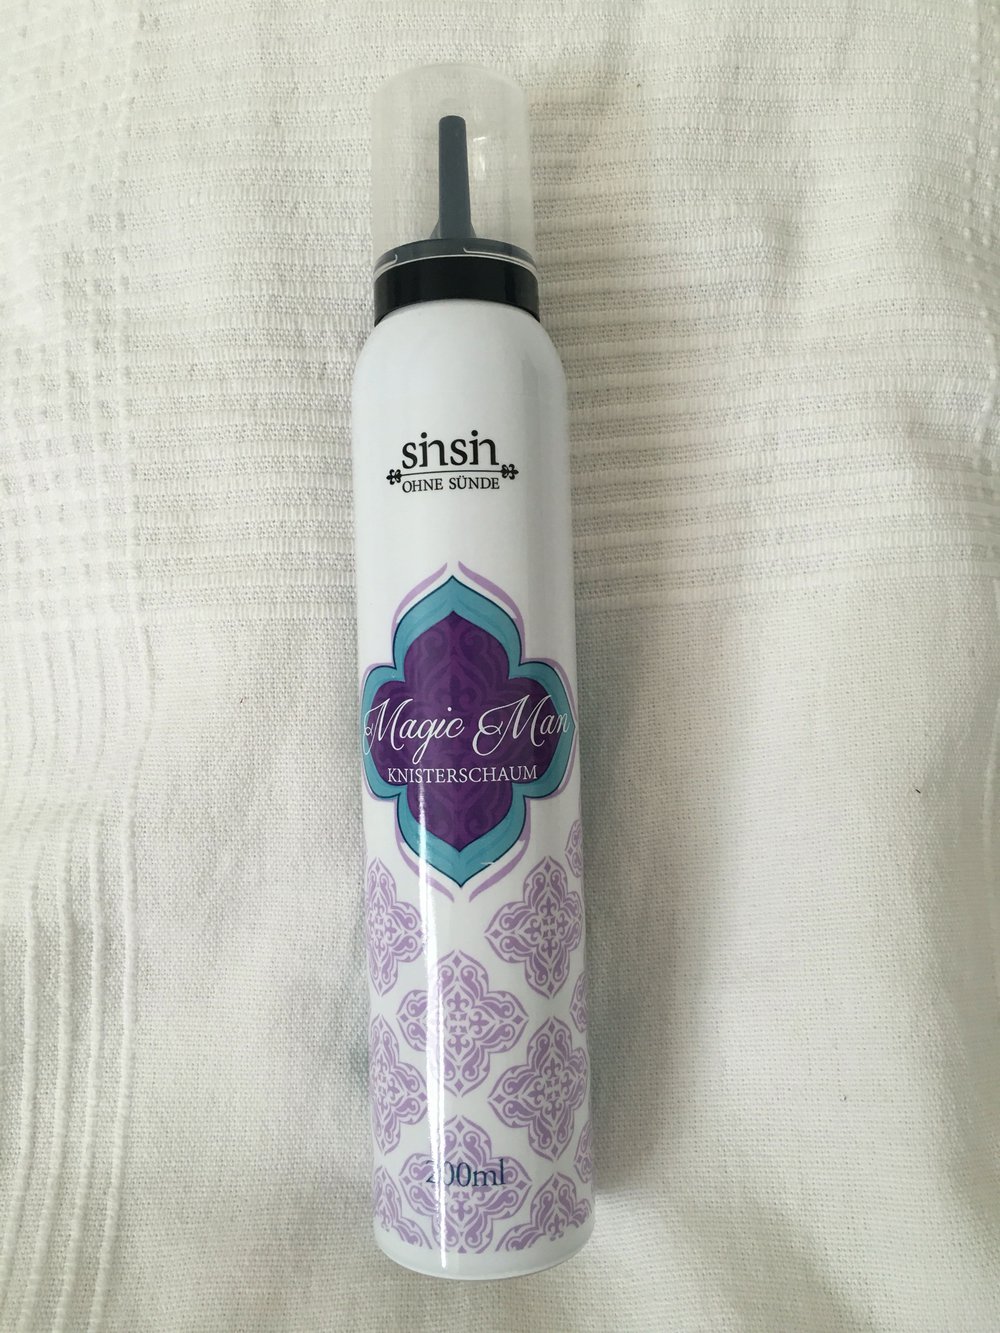 sinsin
OHNE SÜNDE
Magic Man
KNISTERSCHAUM
200ml